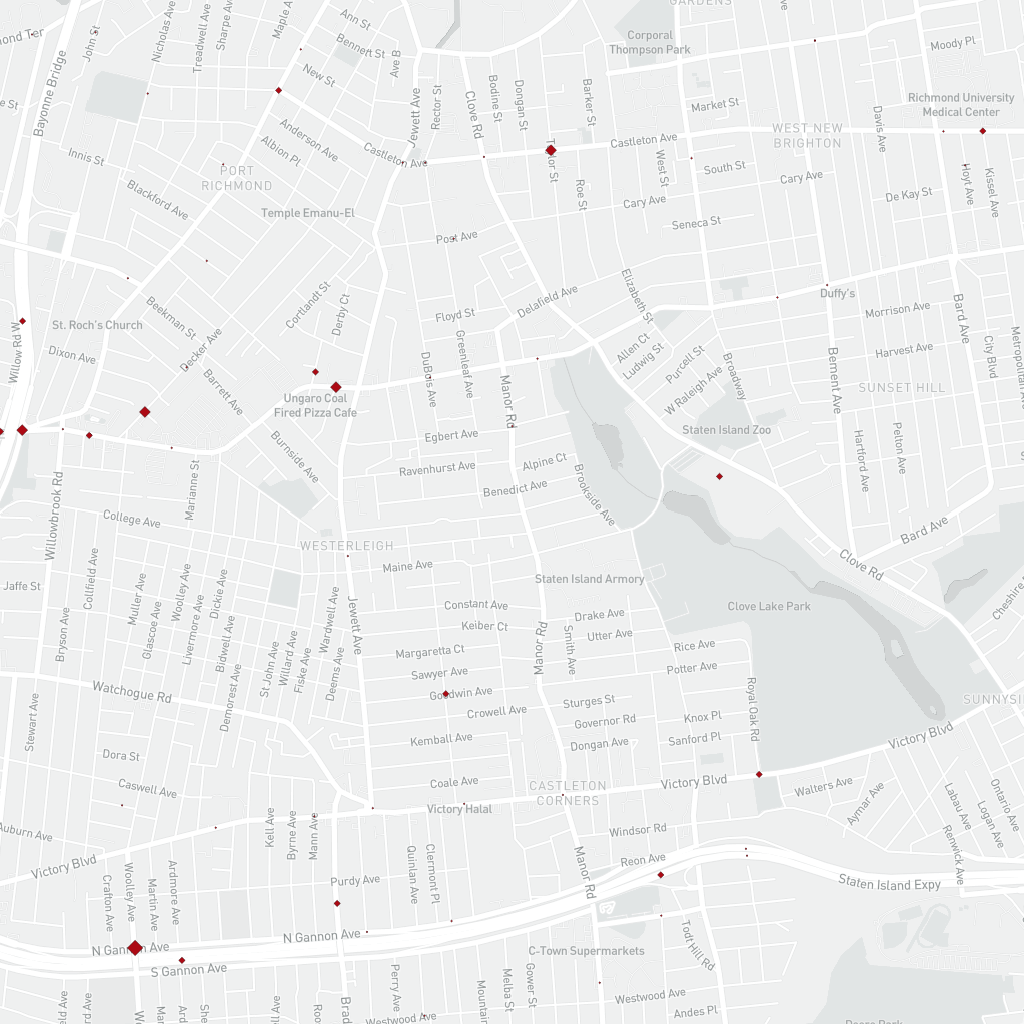 GARDENS
Ann St
Maple A
Sharpe Av
Treadwell Ave
Nicholas Ave
John St
Bayonne Bridge
Bennett St
Ave B
New St
Corporal
Thompson Park
Moody Pl
Jewett Ave
Rector St
Clove Rd
Bodine St
Dongan St
Barker St
Market St
Richmond University
Medical Center
WEST NEW
BRIGHTON
Davis Ave
Anderson Ave
Albion Pl
Castleton Ave
Castleton Ave
West St
South St
Cary Ave
Innis St
PORT
RICHMOND
Blackford Ave
Temple Emanu-El
Roe St
Cary Ave
Seneca St
De Kay St
Hoyt Ave
Kissel Ave
Post Ave
Elizabeth St
Delafield Ave
Duffy's
Cortlandt St
Derby Ct
Floyd St
Beekman St
St. Roch's Church
Decker Ave
Morrison Ave
Bard Ave
City Blvd
Metropolitan
Willow Rd W
Dixon Ave
Barrett Ave
DuBois Ave
Greenleaf Ave
Manor Rd
Allen Ct
Ludwig St
Purcell St
W Raleigh Ave
Broadway
Bement Ave
Harvest Ave
SUNSET HILL
Ungaro Coal
Fired Pizza Cafe
Burnside Ave
Egbert Ave
Staten Island Zoo
Hartford Ave
Pelton Ave
Ravenhurst Ave
Alpine Ct
Benedict Ave
Brookside Ave
Marianne St
Willowbrook Rd
College Ave
WESTERLEIGH
Bard Ave
Clove Rd
Maine Ave
Staten Island Armory
Clove Lake Park
Cheshire
Jaffe St
Collfield Ave
Muller Ave
Glascoe Ave
Woolley Ave
Livermore Ave
Dickie Ave
Bidwell Ave
Bryson Ave
St John Ave
Willard Ave
Fiske Ave
Wardwell Ave
Deems Ave
Jewett Ave
Constant Ave
Keiber Ct
Drake Ave
Utter Ave
Smith Ave
Manor Rd
Margaretta Ct
Rice Ave
Potter Ave
Sawyer Ave
Goodwin Ave
Crowell Ave
Watchogue Rd
Demorest Ave
Stewart Ave
Sturges St
Governor Rd
Knox Pl
Royal Oak Rd
Kemball Ave
Dongan Ave
Sanford Pl
Victory Blvd
Dora St
Caswell Ave
Coale Ave
CASTLETON
CORNERS
Victory Blvd
Walters Ave
Aymar Ave
Labau Ave
Logan Ave
Ontario Ave
Renwick Ave
Auburn Ave
Kell Ave
Byrne Ave
Mann Ave
Victory Halal
Windsor Rd
Victory Blvd
Quinlan Ave
Clermont Pl
Manor Rd
Reon Ave
Staten Island Expy
Purdy Ave
Crafton Ave
Woolley Ave
Martin Ave
Ardmore Ave
N Gannon Ave
N Gannon Ave
S Gannon Ave
C-Town Supermarkets
Todt Hill Rd
Perry Ave
Melba St
Gower St
Westwood Ave
Westwood Ave
Andes Pl